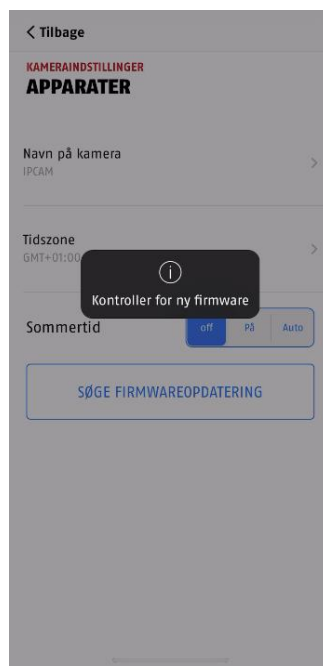 Tilbage
KAMERAINDSTILLINGER
APPARATER
Navn på kamera
IPCAM
Tidszone
GMT+01:00
Kontroller for ny firmware
Sommertid
off På Auto
SØGE FIRMWAREOPDATERING